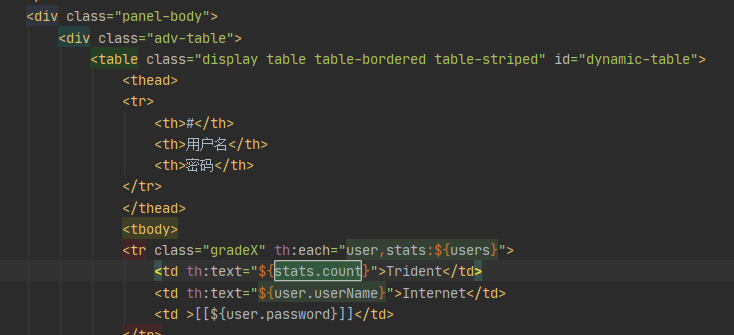 <div class="panel-body">
<div class="adv-table">
<table class="display table table-bordered table-striped" id="dynamic-table">
<thead>
<tr>
<th>#</th>
<th>用户名</th>
<th>密码</th>
</tr>
</thead>
<tbody>
<tr class="gradeX" th:each="user,stats:${users}">
<td th:text="${stats.count}">Trident</td>
<td th:text="${user.userName}">Internet</td>
<td >[[${user.password}]]</td>
</tr>